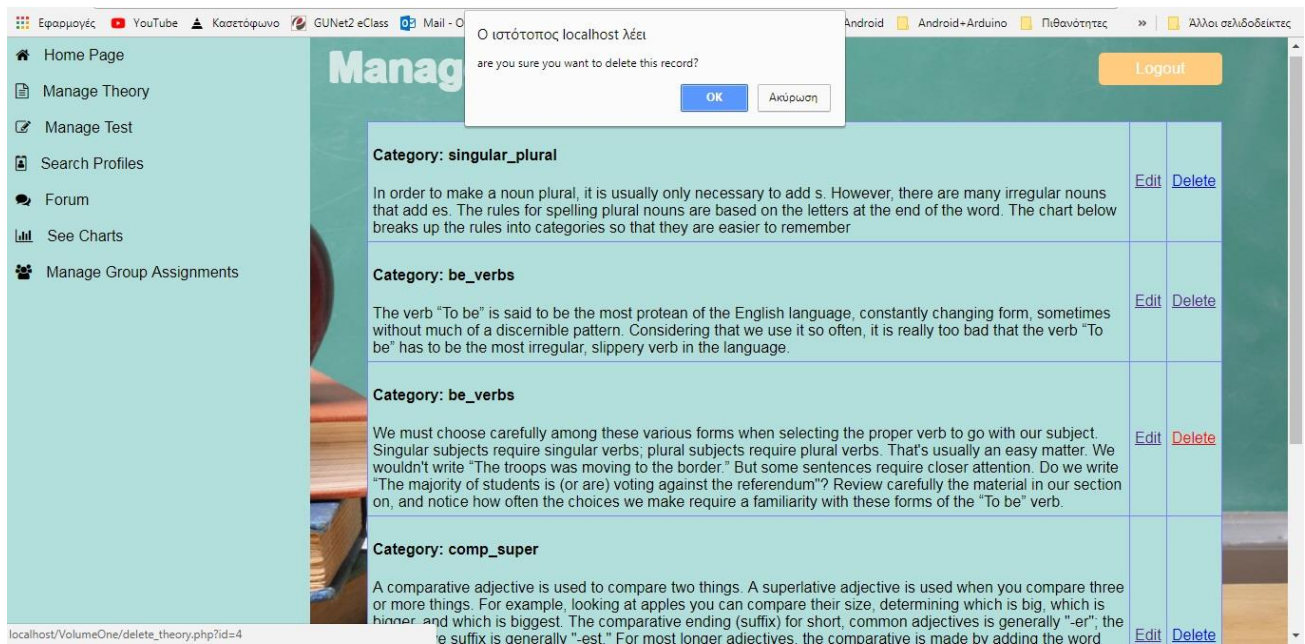 Εφαρμογές YouTube Κασετόφωνο GUNet2 eClass Mail - O Android Android+Arduino Πιθανότητες » Άλλοι σελιδοδείκτες
Ο ιστότοπος localhost λέει
are you sure you want to delete this record?
OK Ακύρωση
Home Page
Manage Theory
Manage Test
Search Profiles
Forum
See Charts
Manage Group Assignments
Manag
Logout
Category: singular_plural
In order to make a noun plural, it is usually only necessary to add s. However, there are many irregular nouns
that add es. The rules for spelling plural nouns are based on the letters at the end of the word. The chart below
breaks up the rules into categories so that they are easier to remember
Edit Delete
Category: be_verbs
The verb “To be” is said to be the most protean of the English language, constantly changing form, sometimes
without much of a discernible pattern. Considering that we use it so often, it is really too bad that the verb “To
be” has to be the most irregular, slippery verb in the language.
Edit Delete
Category: be_verbs
We must choose carefully among these various forms when selecting the proper verb to go with our subject.
Singular subjects require singular verbs; plural subjects require plural verbs. That's usually an easy matter. We
wouldn't write “The troops was moving to the border.” But some sentences require closer attention. Do we write
“The majority of students is (or are) voting against the referendum"? Review carefully the material in our section
on, and notice how often the choices we make require a familiarity with these forms of the “To be” verb.
Edit Delete
Category: comp_super
A comparative adjective is used to compare two things. A superlative adjective is used when you compare three
or more things. For example, looking at apples you can compare their size, determining which is big, which is
bigger, and which is biggest. The comparative ending (suffix) for short, common adjectives is generally "-er"; the
e suffix is generally "-est." For most longer adjectives, the comparative is made by adding the word
Edit Delete
localhost/VolumeOne/delete_theory.php?id=4